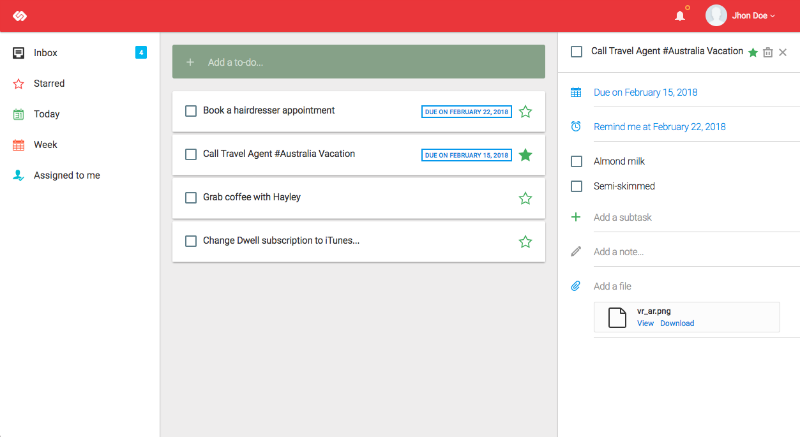 Jhon Doe
Inbox 4
Starred
Today
Week
Assigned to me
+ Add a to-do...
Book a hairdresser appointment DUE ON FEBRUARY 22, 2018
Call Travel Agent #Australia Vacation DUE ON FEBRUARY 15, 2018
Grab coffee with Hayley
Change Dwell subscription to iTunes...
Call Travel Agent #Australia Vacation
Due on February 15, 2018
Remind me at February 22, 2018
Almond milk
Semi-skimmed
Add a subtask
Add a note...
Add a file
vr_ar.png
View Download